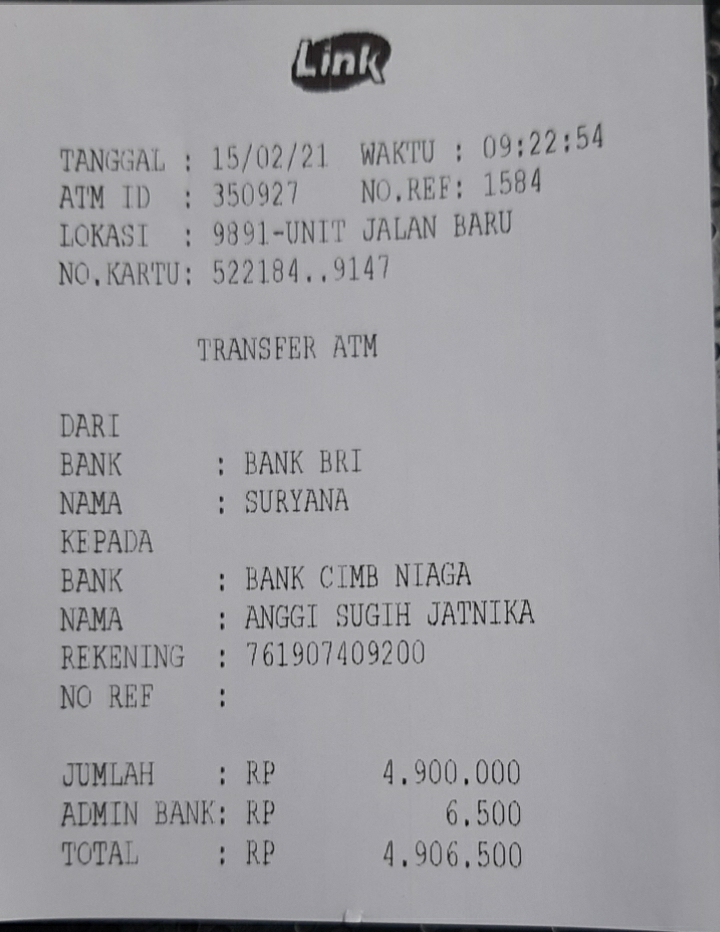 Link
TANGGAL : 15/02/21 WAKTU : 09:22:54
ATM ID : 350927 NO.REF: 1584
LOKASI : 9891-UNIT JALAN BARU
NO.KARTU: 522184..9147
TRANSFER ATM
DARI
BANK : BANK BRI
NAMA : SURYANA
KEPADA
BANK : BANK CIMB NIAGA
NAMA : ANGGI SUGIH JATNIKA
REKENING : 761907409200
NO REF :
JUMLAH : RP 4.900.000
ADMIN BANK: RP 6.500
TOTAL : RP 4.906.500